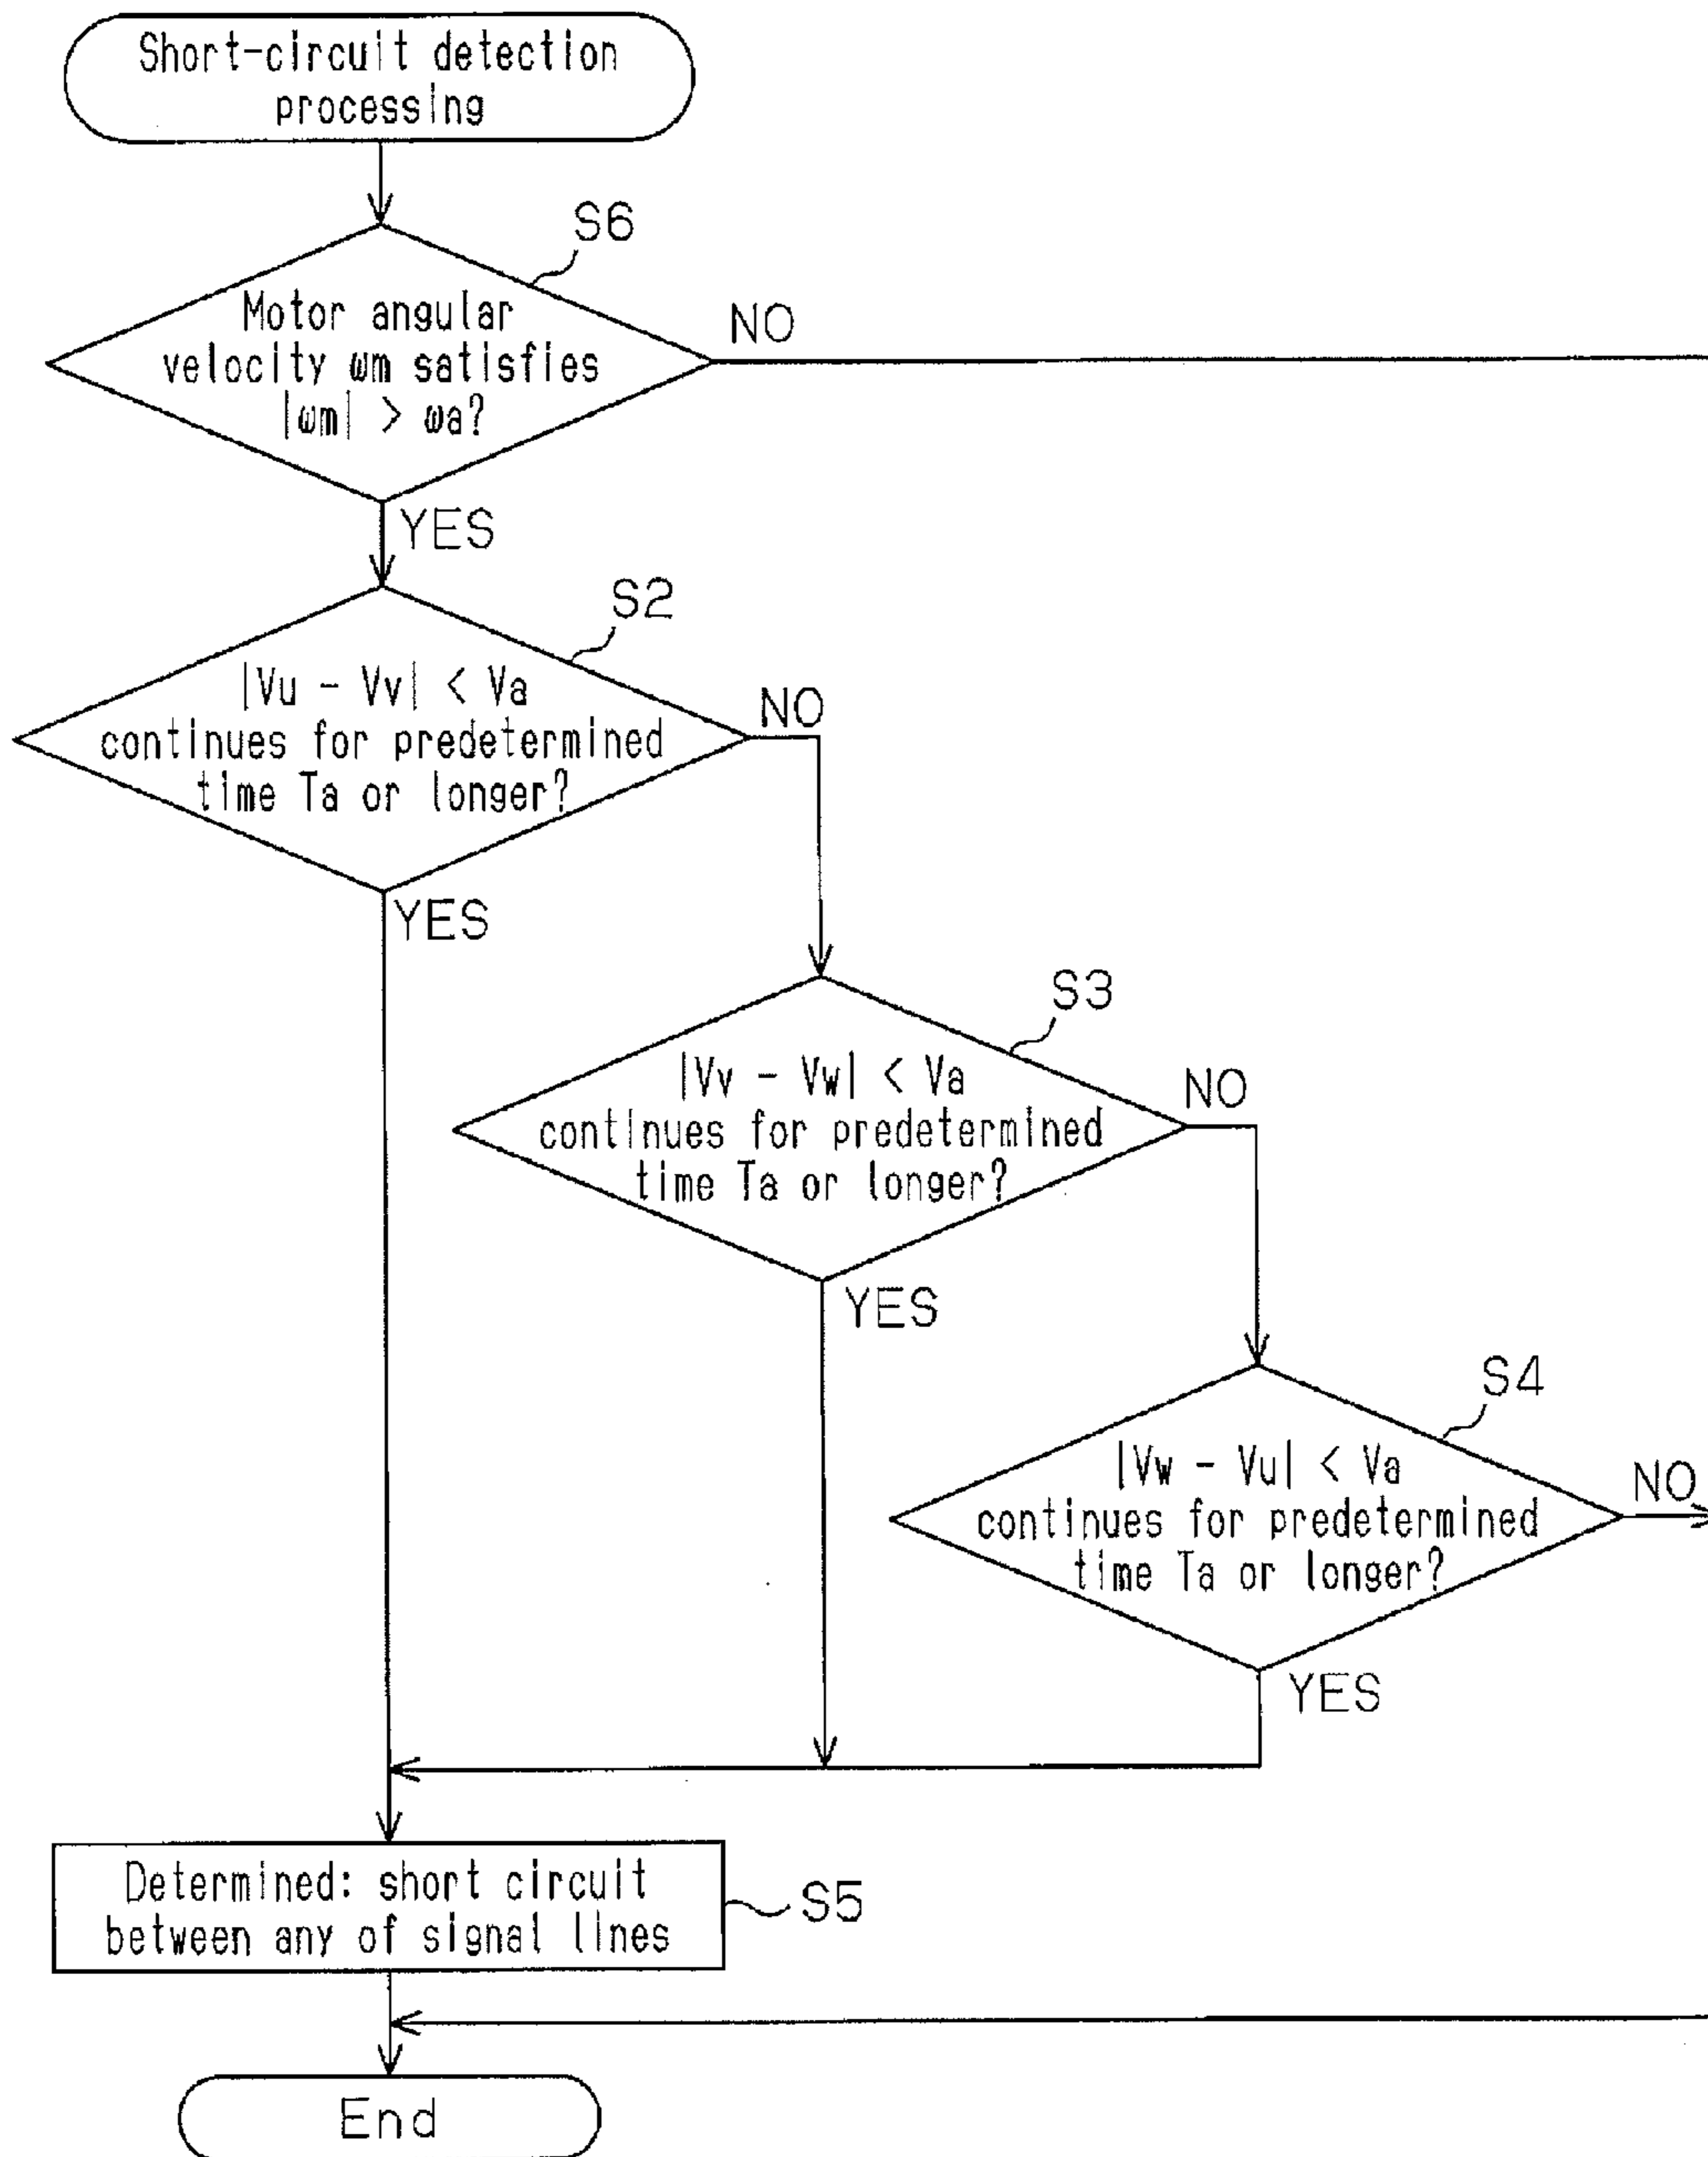 Short-circuit detection
processing
S6
Motor angular
velocity ωm satisfies
|ωm| > ωa?
NO
YES
S2
|Vu - Vv| < Va
continues for predetermined
time Ta or longer?
NO
YES
S3
|Vv - Vw| < Va
continues for predetermined
time Ta or longer?
NO
YES
S4
|Vw - Vu| < Va
continues for predetermined
time Ta or longer?
NO
YES
Determined: short circuit
between any of signal lines
S5
End